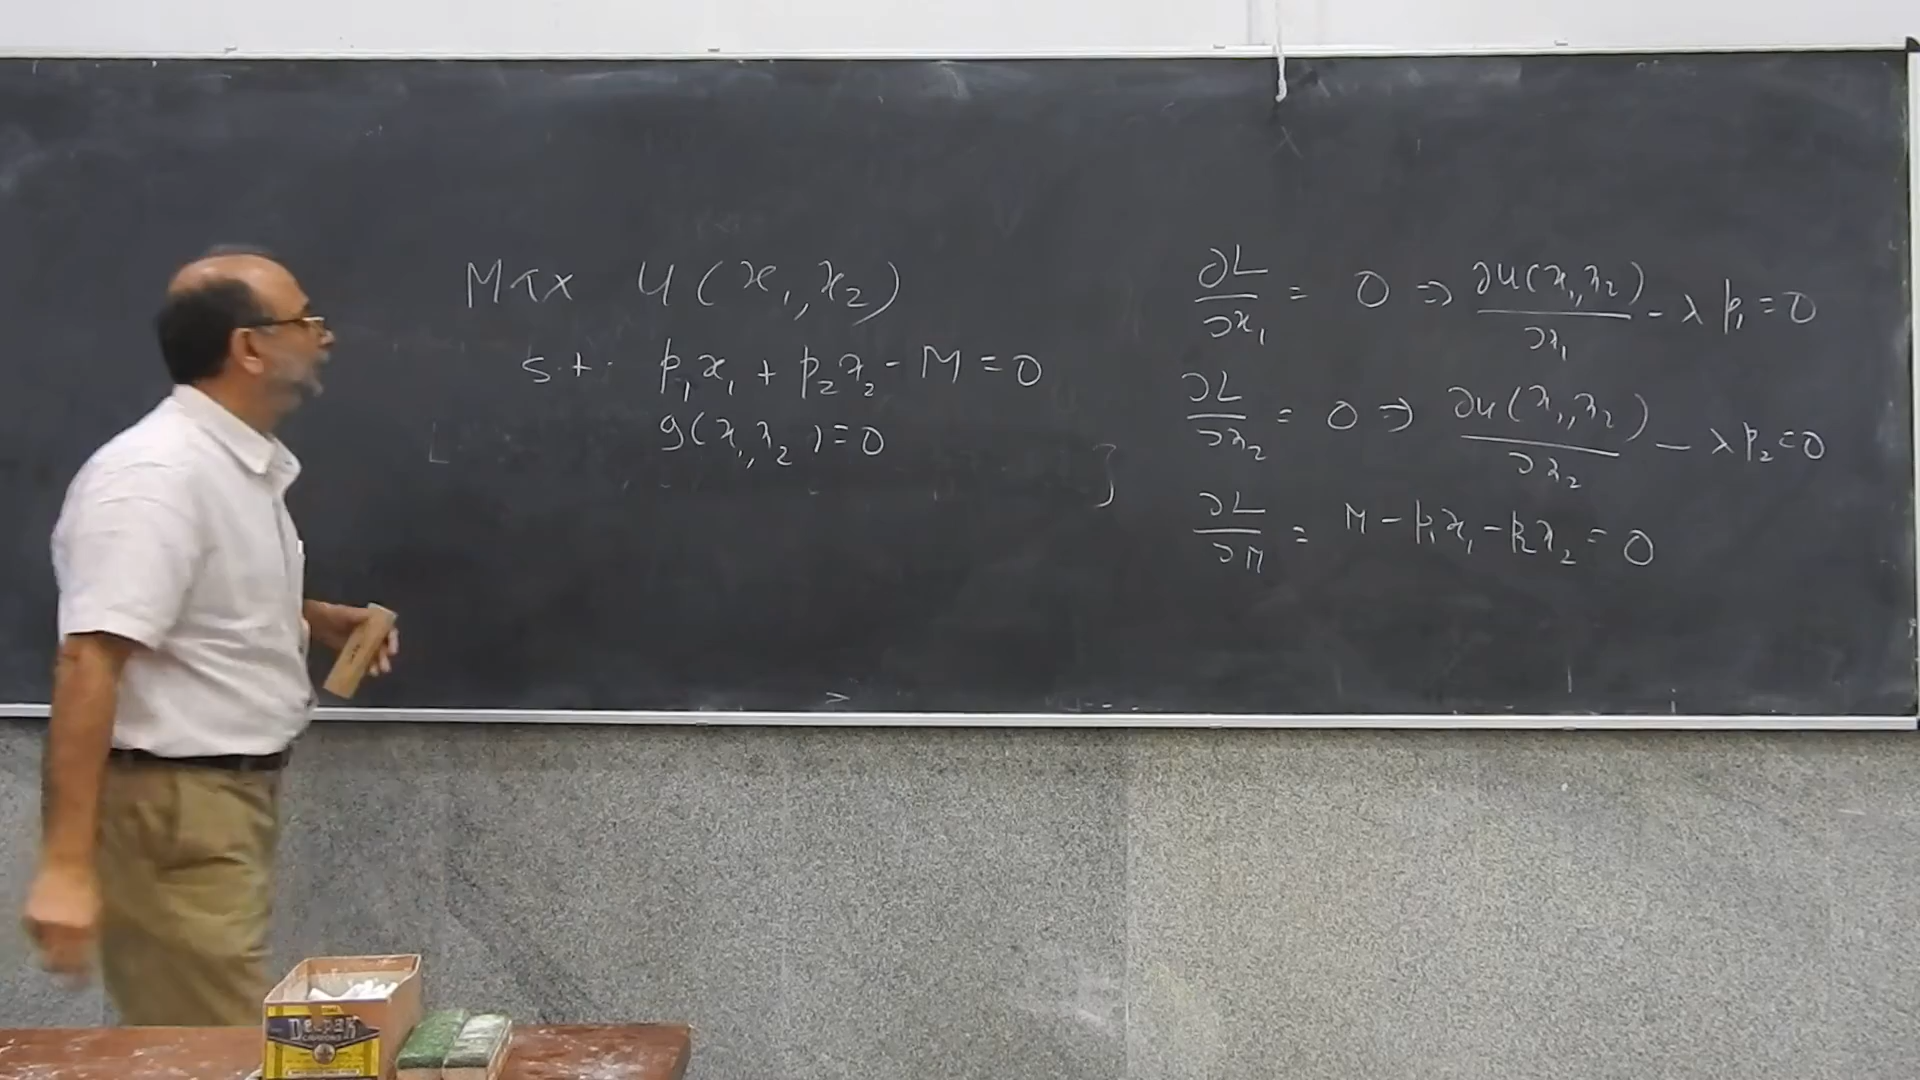 Max U(x₁,x₂)
s.t. p₁x₁ + p₂x₂ - M = 0
g(x₁,x₂) = 0
L
}
∂L/∂x₁ = 0 ⇒ ∂u(x₁,x₂)/∂x₁ - λp₁ = 0
∂L/∂x₂ = 0 ⇒ ∂u(x₁,x₂)/∂x₂ - λp₂ = 0
∂L/∂M = M - p₁x₁ - p₂x₂ = 0